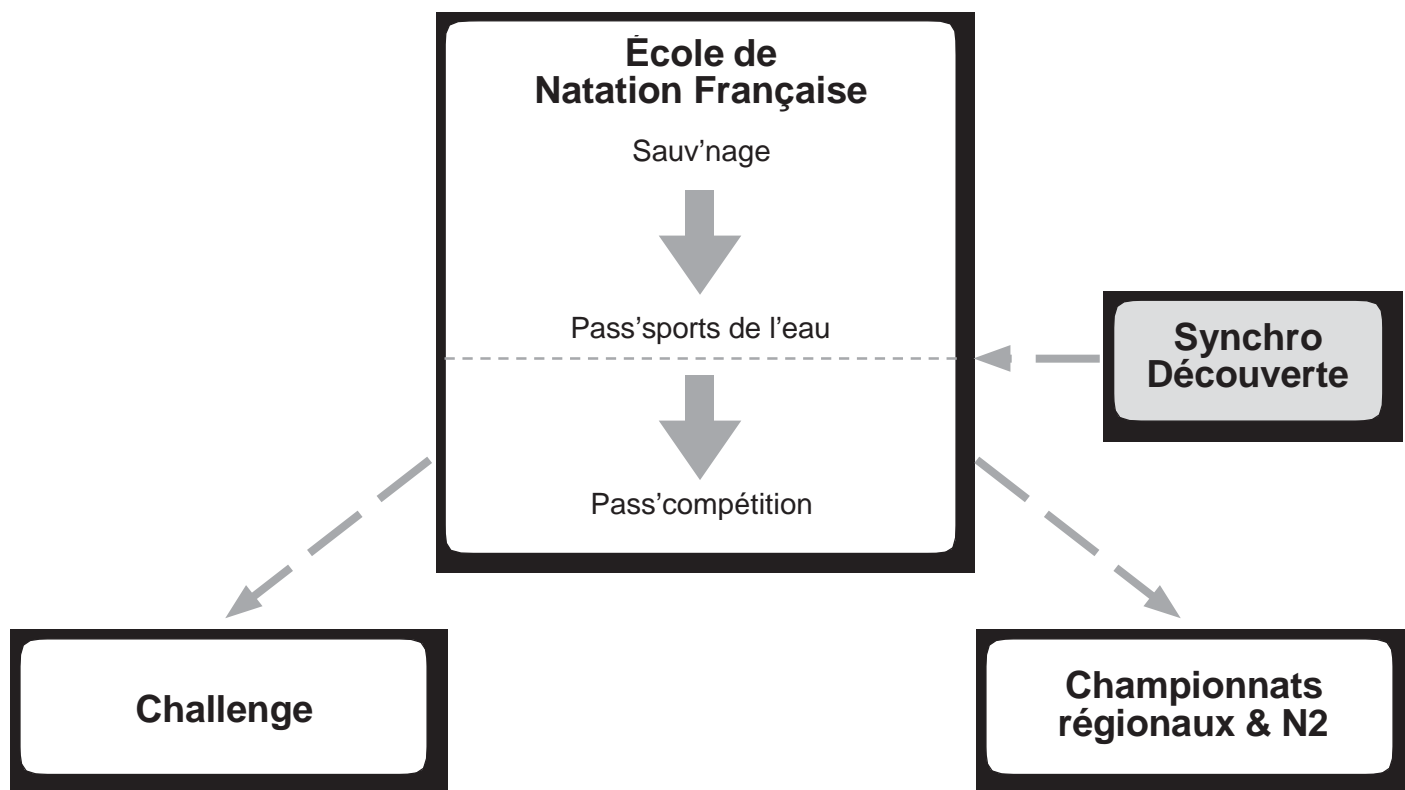 École de
Natation Française
Sauv’nage
Pass’sports de l’eau
Synchro
Découverte
Pass’compétition
Challenge
Championnats
régionaux & N2